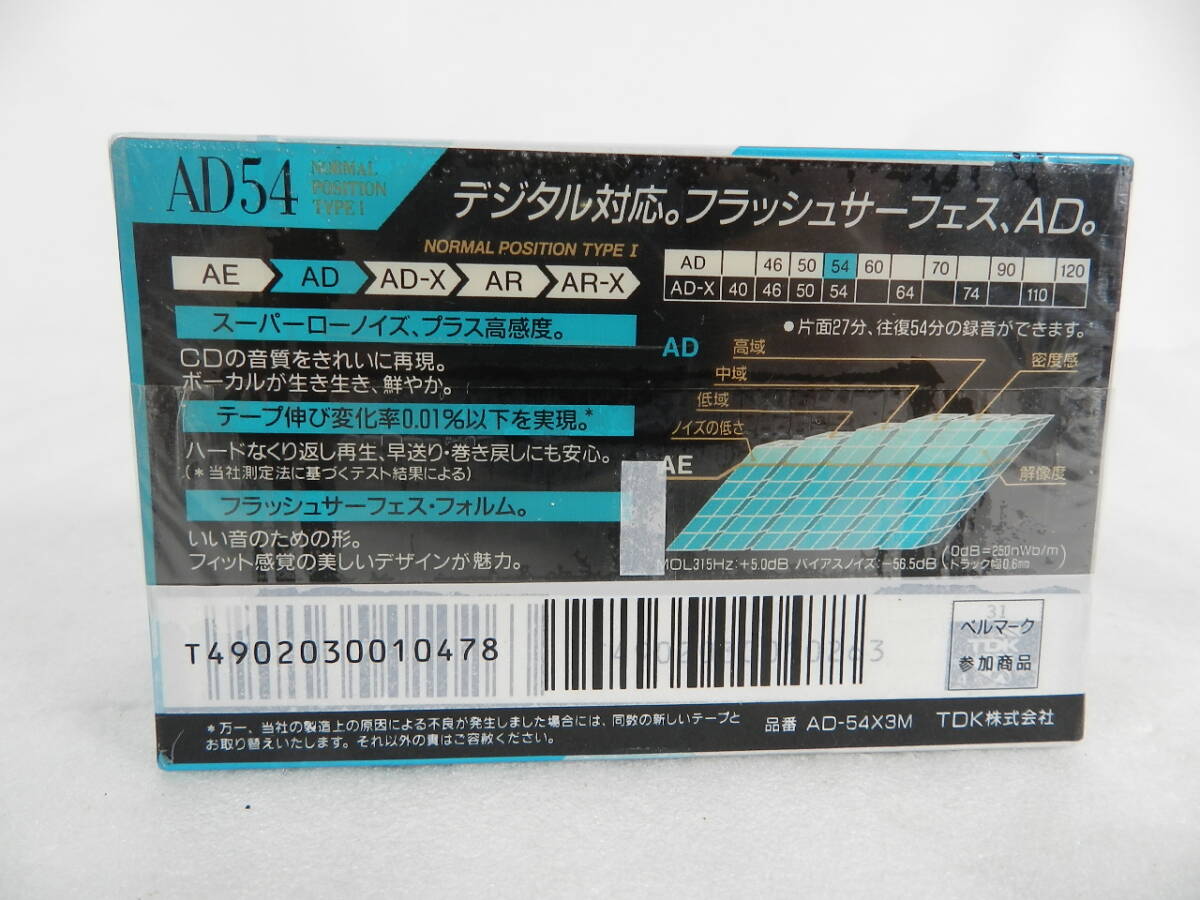 AD54
NORMAL
POSITION
TYPE I
デジタル対応。フラッシュサーフェス、AD。
NORMAL POSITION TYPE I
AE AD AD-X AR AR-X
AD 46 50 54 60 70 90 120
AD-X 40 46 50 54 64 74 110
●片面27分、往復54分の録音ができます。
スーパーローノイズ、プラス高感度。
CDの音質をきれいに再現。
ボーカルが生き生き、鮮やか。
テープ伸び変化率0.01%以下を実現。*
ハードなくり返し再生、早送り・巻き戻しにも安心。
(*当社測定法に基づくテスト結果による)
フラッシュサーフェス・フォルム。
いい音のための形。
フィット感覚の美しいデザインが魅力。
AD
高域
中域
低域
ノイズの低さ
AE
密度感
解像度
MOL315Hz:+5.0dB バイアスノイズ:-56.5dB (0dB=250nWb/m トラック幅0.6mm)
T4902030010478
31
ベルマーク
TDK
参加商品
*万一、当社の製造上の原因による不良が発生しました場合には、同数の新しいテープと
お取り替えいたします。それ以外の責はご容赦ください。
品番 AD-54X3M TDK株式会社